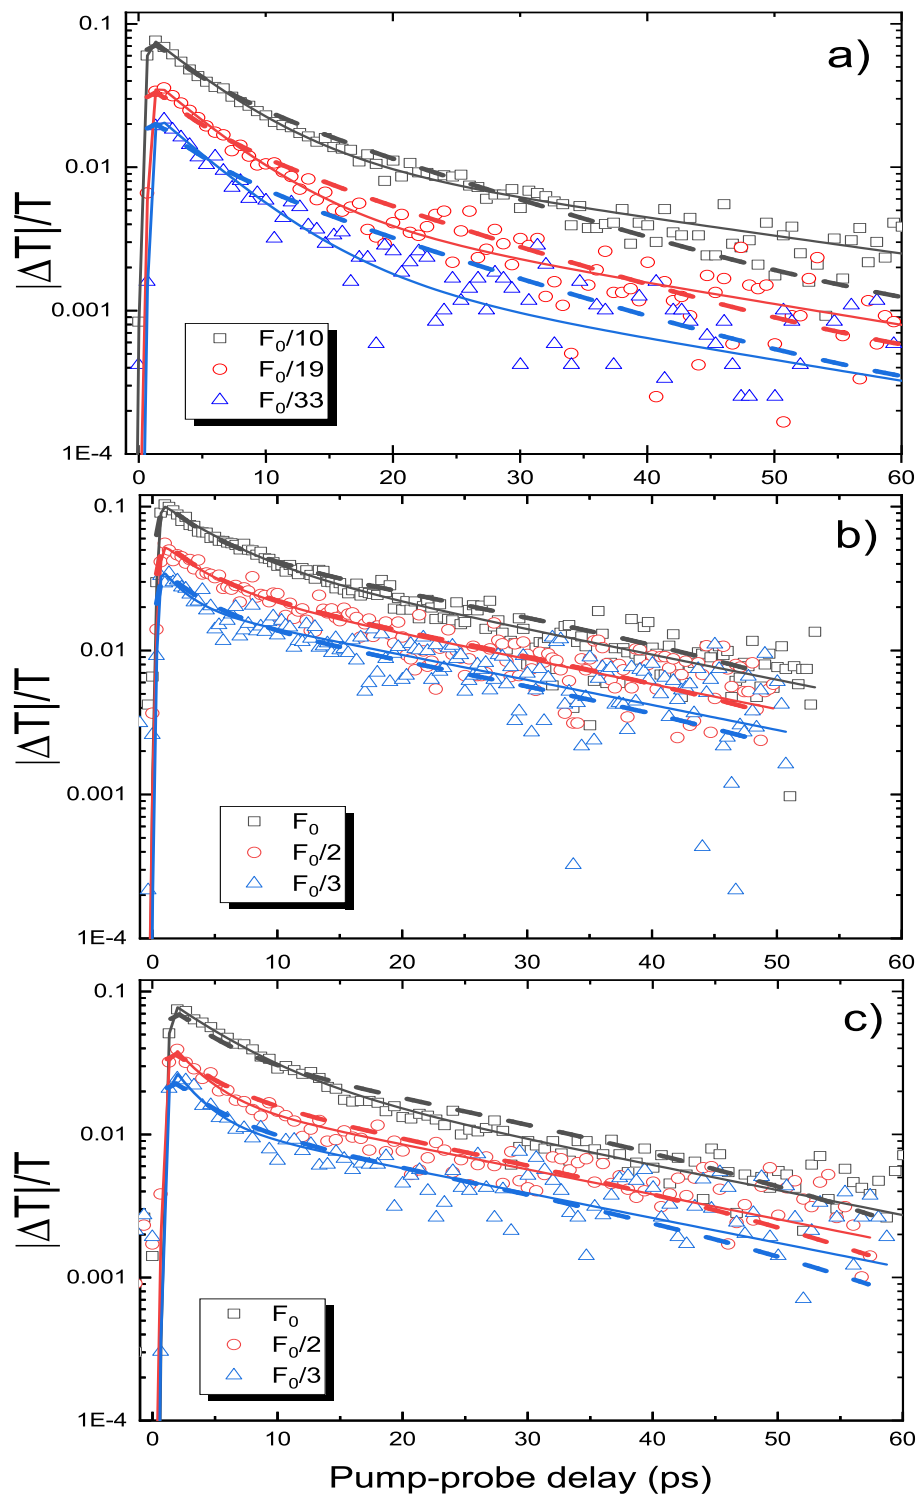 a)
|ΔT|/T
0.1
0.01
0.001
1E-4
F₀/10
F₀/19
F₀/33
0 10 20 30 40 50 60
b)
|ΔT|/T
0.1
0.01
0.001
1E-4
F₀
F₀/2
F₀/3
0 10 20 30 40 50 60
c)
|ΔT|/T
0.1
0.01
0.001
1E-4
F₀
F₀/2
F₀/3
0 10 20 30 40 50 60
Pump-probe delay (ps)